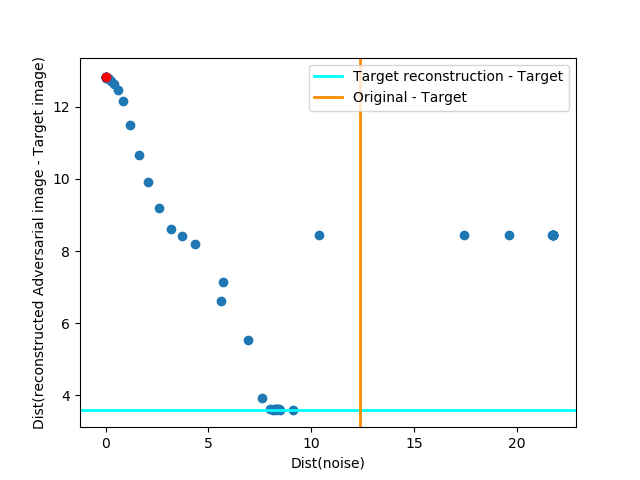 Target reconstruction - Target
Original - Target
Dist(reconstructed Adversarial image - Target image)
12
10
8
6
4
0 5 10 15 20
Dist(noise)